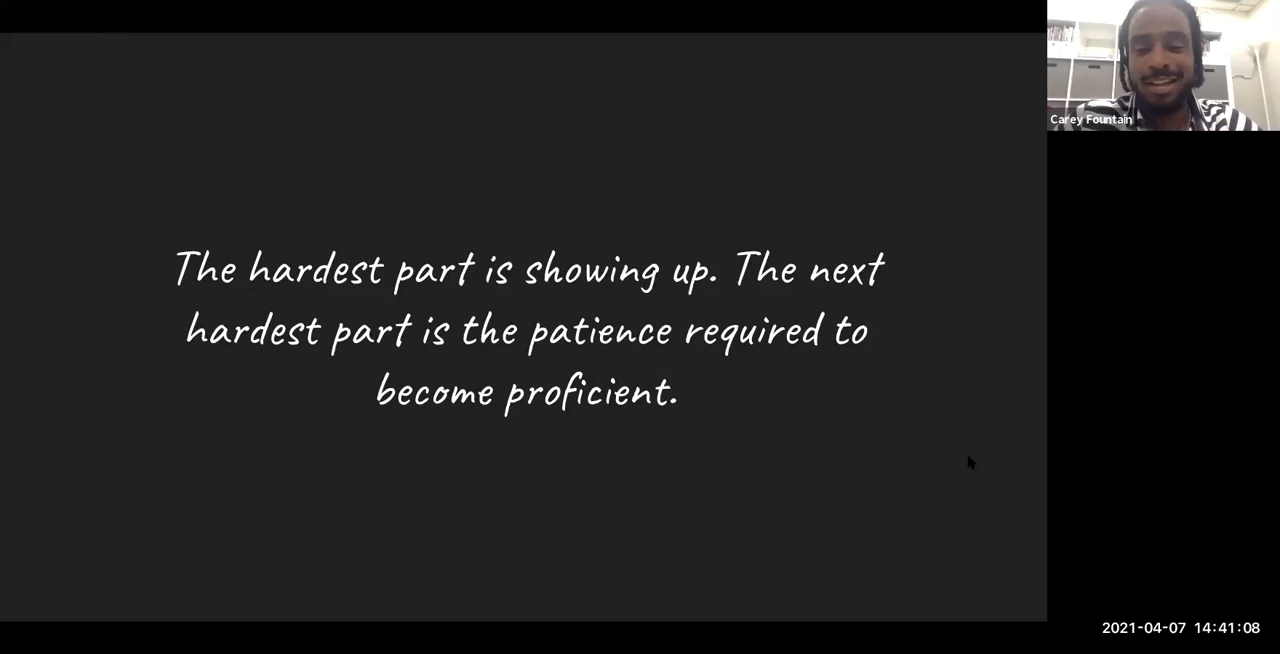 Carey Fountain
The hardest part is showing up. The next
hardest part is the patience required to
become proficient.
2021-04-07 14:41:08